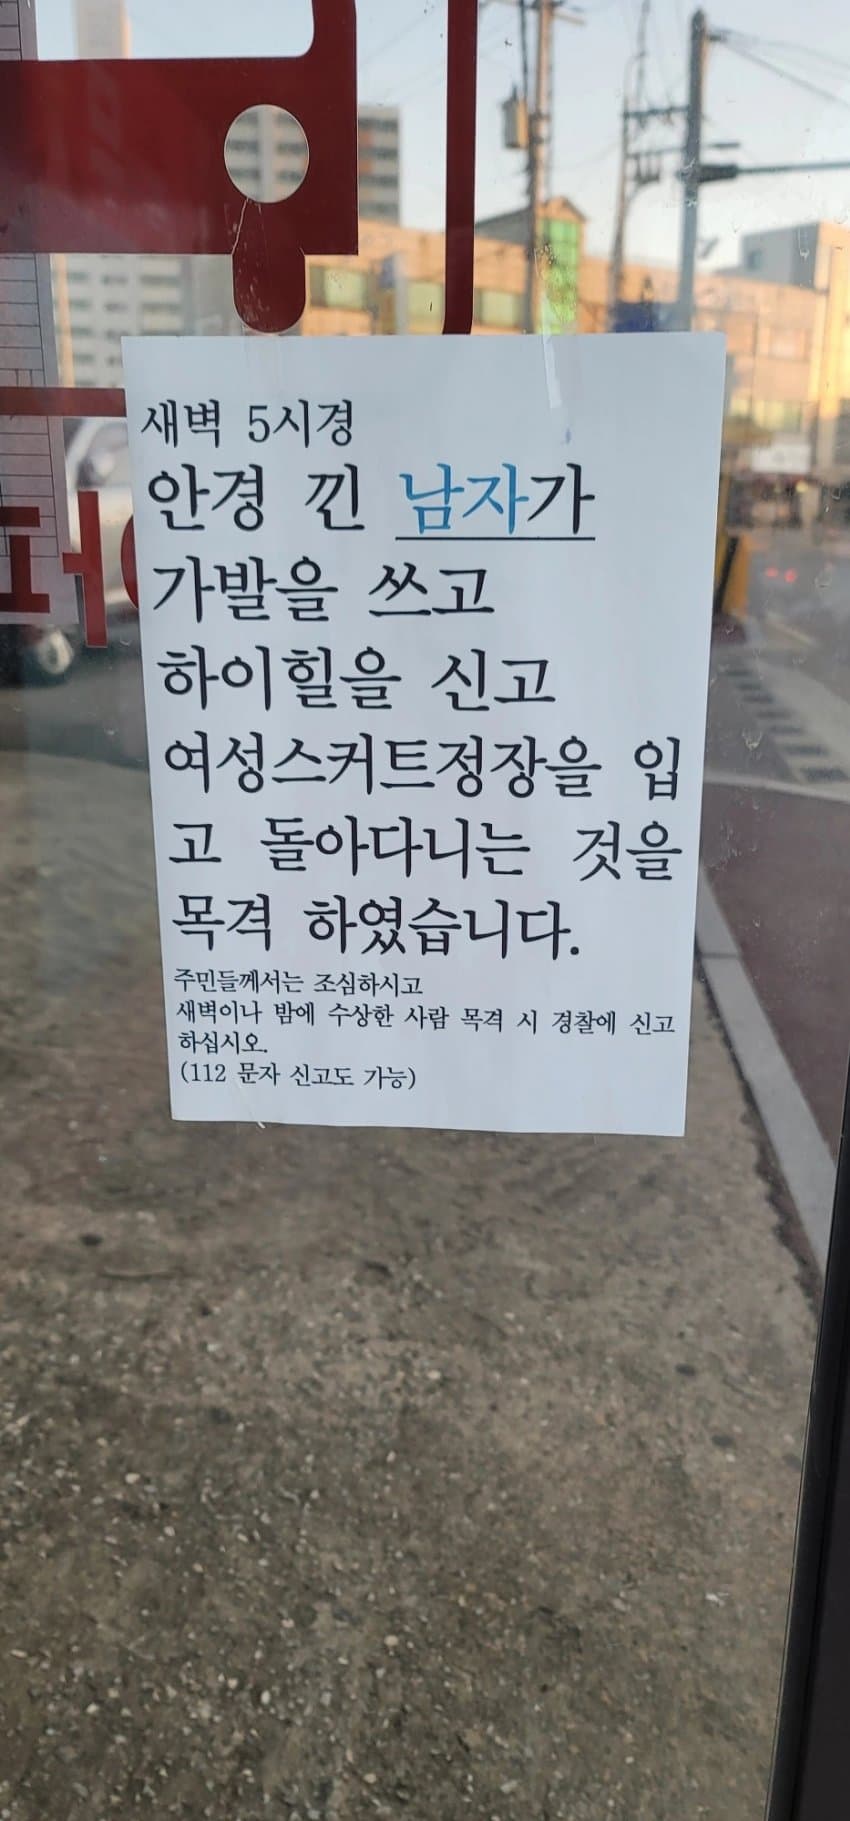 새벽 5시경
안경 낀 남자가
가발을 쓰고
하이힐을 신고
여성스커트정장을 입
고 돌아다니는 것을
목격 하였습니다.
주민들께서는 조심하시고
새벽이나 밤에 수상한 사람 목격 시 경찰에 신고
하십시오.
(112 문자 신고도 가능)